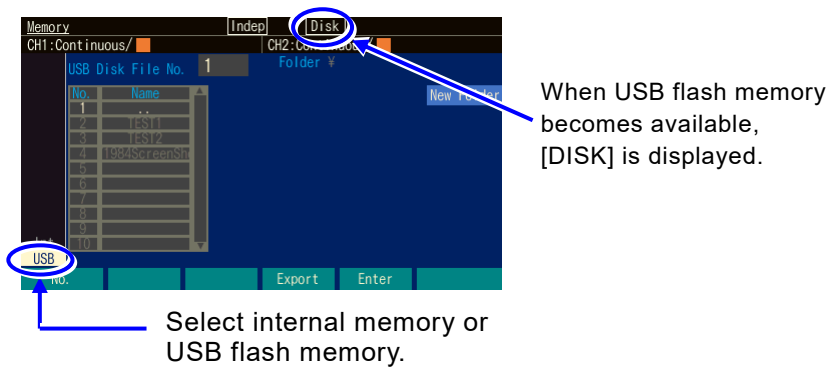 Memory Indep Disk
CH1:Continuous/ CH2:Continuous/
USB Disk File No. 1 Folder ¥
No. Name New Folder
1 ..
2 TEST1
3 TEST2
4 1984ScreenSh
5
6
7
8
9
10
USB
No. Export Enter
When USB flash memory
becomes available,
[DISK] is displayed.
Select internal memory or
USB flash memory.